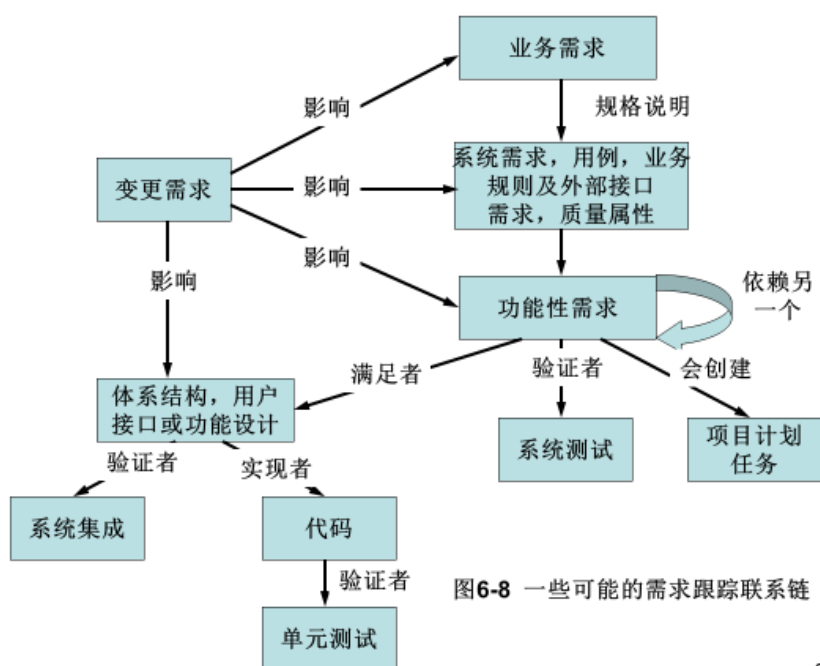 业务需求
影响
规格说明
系统需求，用例，业务
规则及外部接口
需求，质量属性
变更需求
影响
影响
影响
功能性需求
依赖另
一个
满足者
验证者
会创建
体系结构，用户
接口或功能设计
系统测试
项目计划
任务
验证者
实现者
系统集成
代码
验证者
图6-8 一些可能的需求跟踪联系链
单元测试